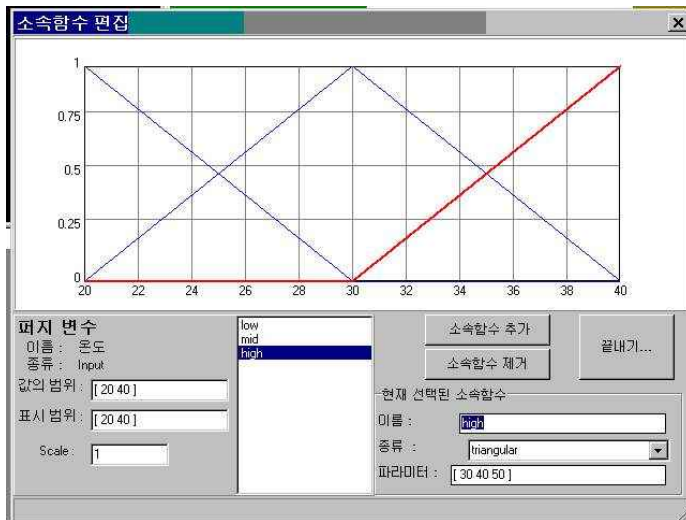 소속함수 편집
1
0.75
0.5
0.25
0
20 22 24 26 28 30 32 34 36 38 40
퍼지 변수
이름 : 온도
종류 : Input
값의 범위 : [ 20 40 ]
표시 범위 : [ 20 40 ]
Scale : 1
low
mid
high
소속함수 추가
소속함수 제거
끝내기...
현재 선택된 소속함수
이름 : high
종류 : triangular
파라미터 : [ 30 40 50 ]